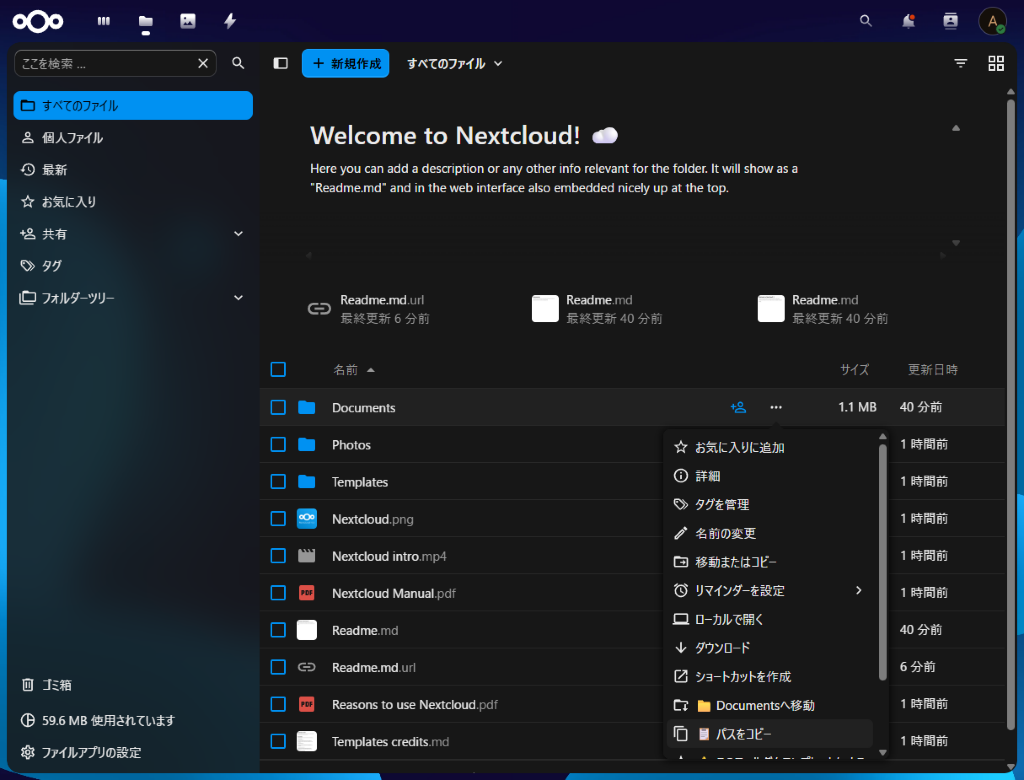 A
ここを検索 ...
新規作成
すべてのファイル
すべてのファイル
個人ファイル
最新
お気に入り
共有
タグ
フォルダーツリー
ゴミ箱
59.6 MB 使用されています
ファイルアプリの設定
Welcome to Nextcloud!
Here you can add a description or any other info relevant for the folder. It will show as a
"Readme.md" and in the web interface also embedded nicely up at the top.
Readme.md.url
最終更新 6 分前
Readme.md
最終更新 40 分前
Readme.md
最終更新 40 分前
名前 サイズ 更新日時
Documents 1.1 MB 40 分前
Photos 1 時間前
Templates 1 時間前
Nextcloud.png 1 時間前
Nextcloud intro.mp4 1 時間前
PDF Nextcloud Manual.pdf 1 時間前
Readme.md 40 分前
Readme.md.url 6 分前
PDF Reasons to use Nextcloud.pdf 1 時間前
Templates credits.md 1 時間前
お気に入りに追加
詳細
タグを管理
名前の変更
移動またはコピー
リマインダーを設定
ローカルで開く
ダウンロード
ショートカットを作成
Documentsへ移動
パスをコピー